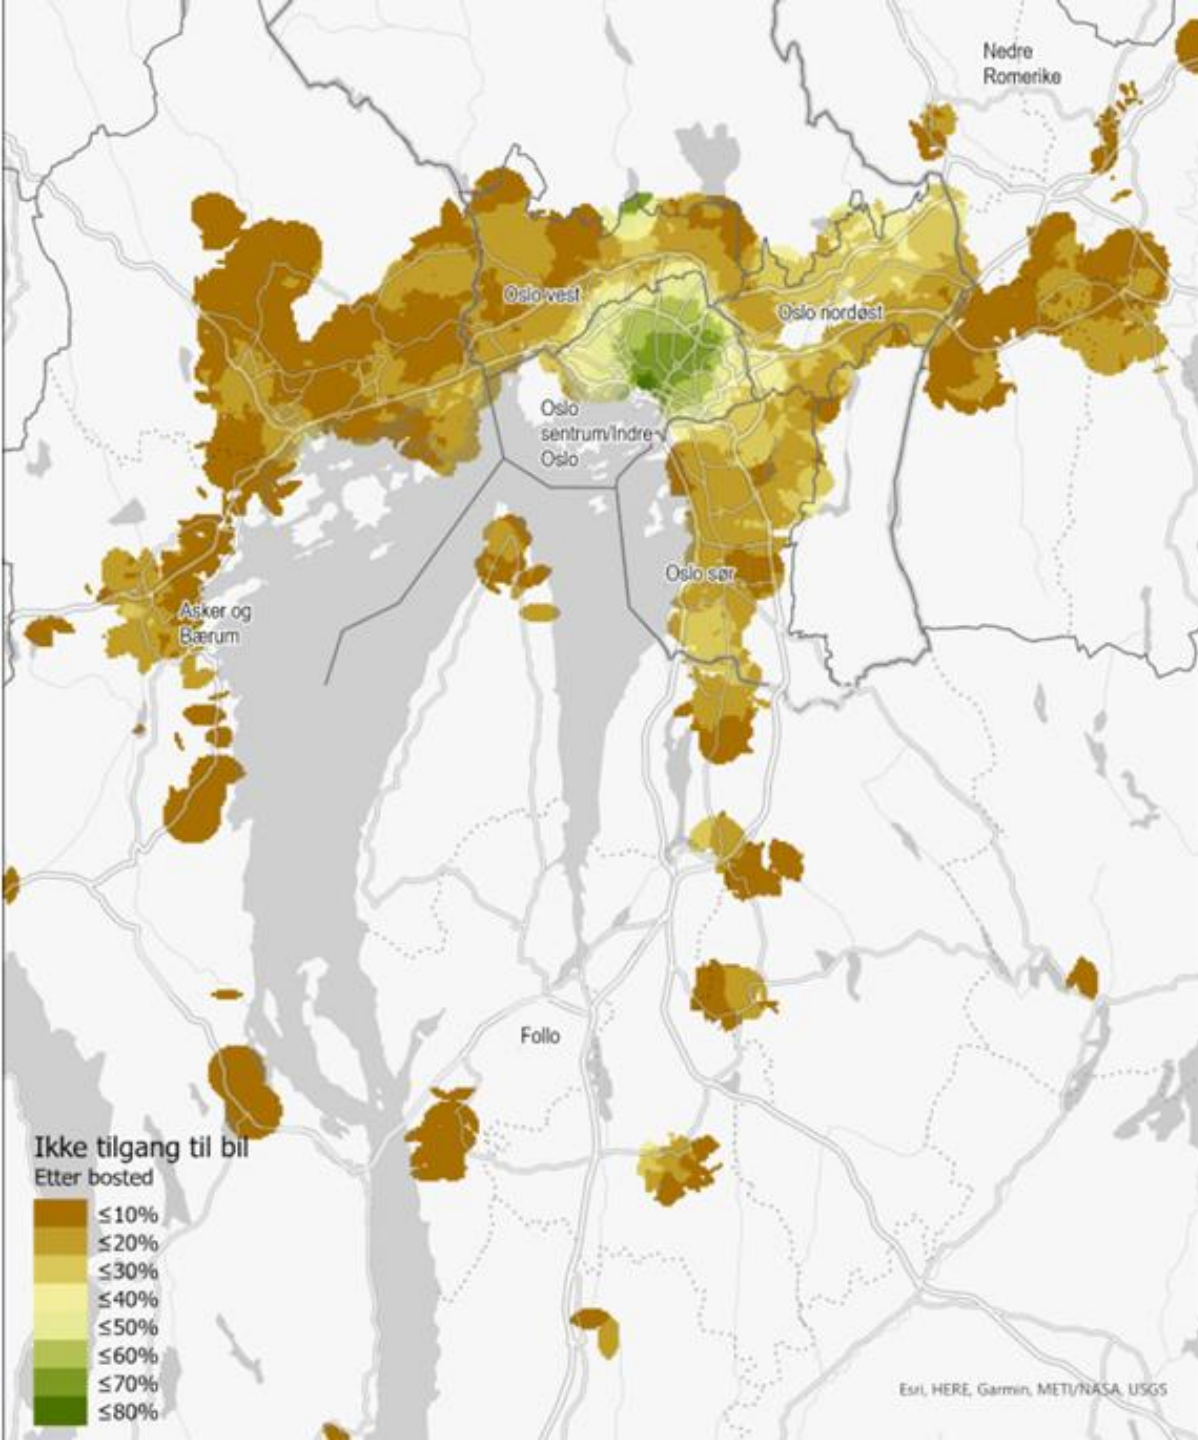 Nedre
Romerike
Oslo vest
Oslo nordøst
Oslo
sentrum/Indre
Oslo
Oslo sør
Asker og
Bærum
Follo
Ikke tilgang til bil
Etter bosted
≤10%
≤20%
≤30%
≤40%
≤50%
≤60%
≤70%
≤80%
Esri, HERE, Garmin, METI/NASA, USGS